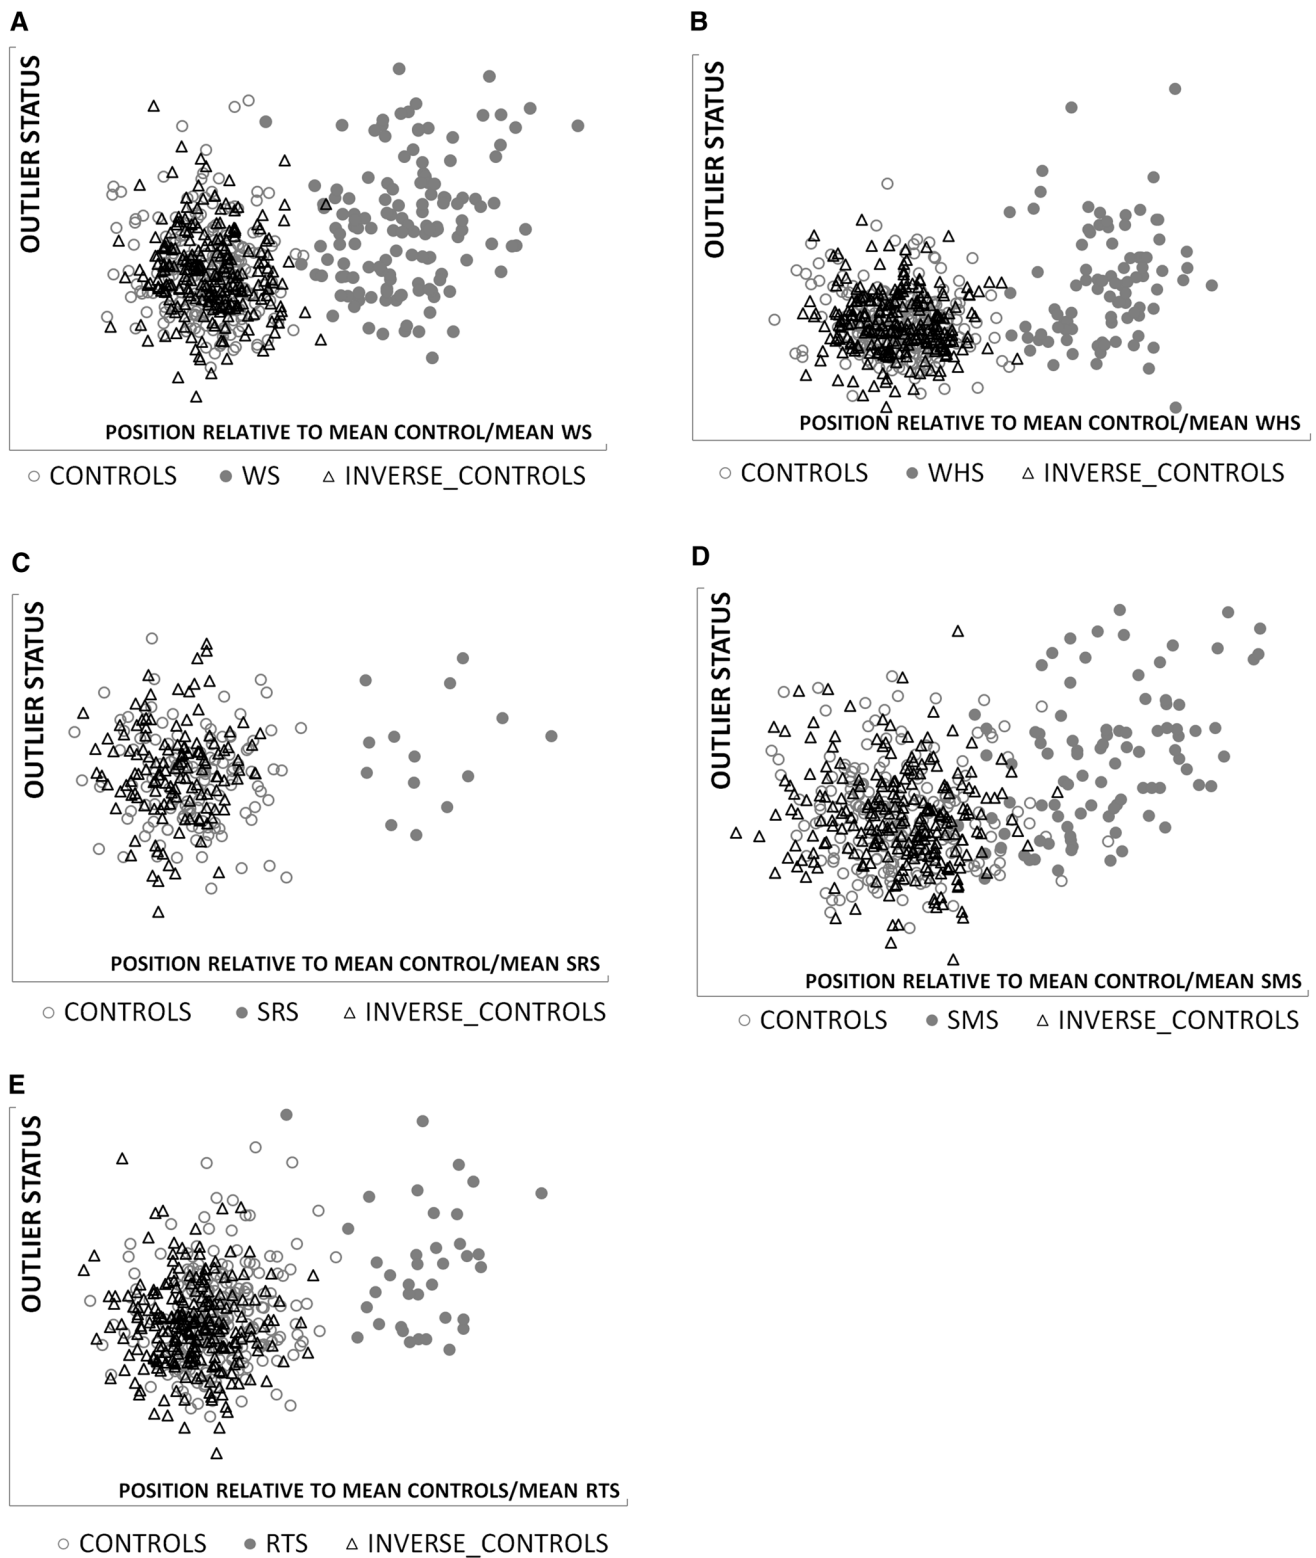 A
OUTLIER STATUS
POSITION RELATIVE TO MEAN CONTROL/MEAN WS
CONTROLS WS INVERSE_CONTROLS
B
OUTLIER STATUS
POSITION RELATIVE TO MEAN CONTROL/MEAN WHS
CONTROLS WHS INVERSE_CONTROLS
C
OUTLIER STATUS
POSITION RELATIVE TO MEAN CONTROL/MEAN SRS
CONTROLS SRS INVERSE_CONTROLS
D
OUTLIER STATUS
POSITION RELATIVE TO MEAN CONTROL/MEAN SMS
CONTROLS SMS INVERSE_CONTROLS
E
OUTLIER STATUS
POSITION RELATIVE TO MEAN CONTROLS/MEAN RTS
CONTROLS RTS INVERSE_CONTROLS